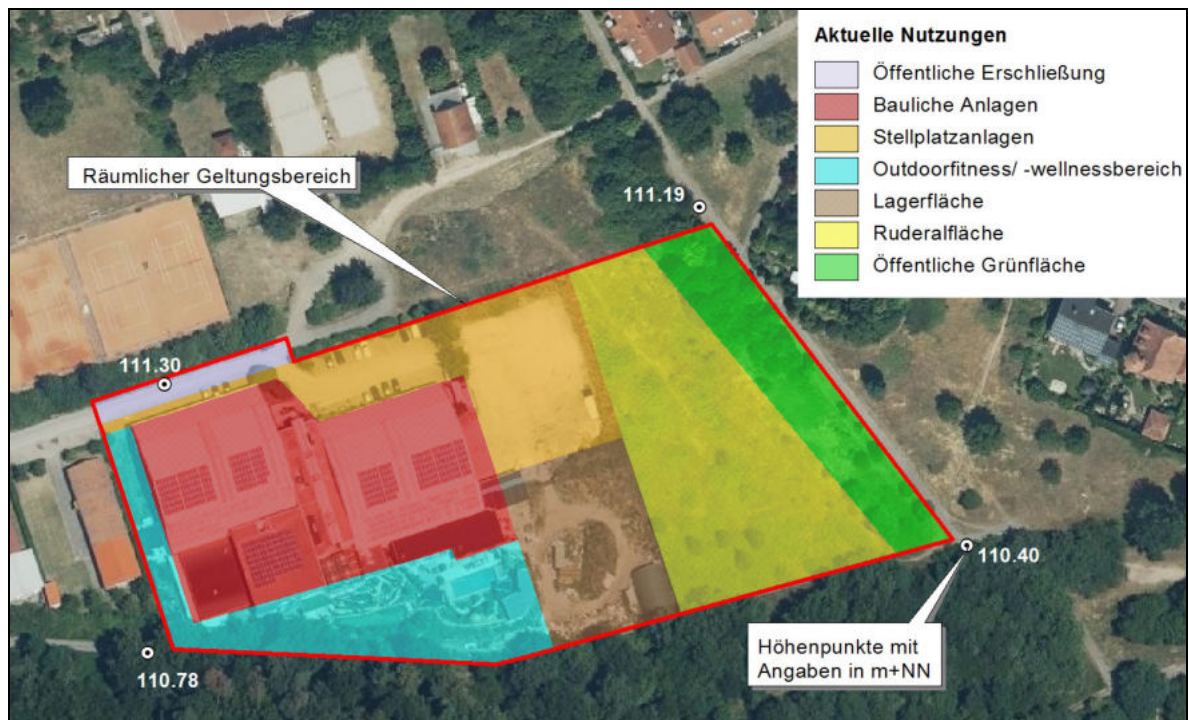 Aktuelle Nutzungen
Öffentliche Erschließung
Bauliche Anlagen
Stellplatzanlagen
Outdoorfitness/ -wellnessbereich
Lagerfläche
Ruderalfläche
Öffentliche Grünfläche
Räumlicher Geltungsbereich
111.19
111.30
110.40
110.78
Höhenpunkte mit
Angaben in m+NN